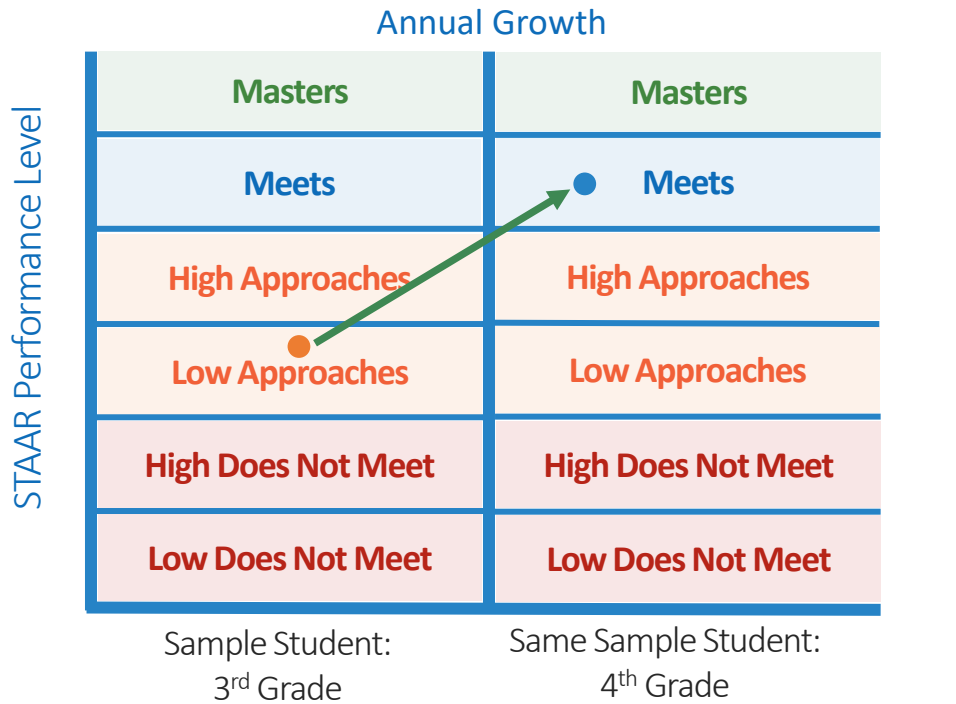 Annual Growth
STAAR Performance Level
Masters
Masters
Meets
Meets
High Approaches
High Approaches
Low Approaches
Low Approaches
High Does Not Meet
High Does Not Meet
Low Does Not Meet
Low Does Not Meet
Sample Student:
3rd Grade
Same Sample Student:
4th Grade